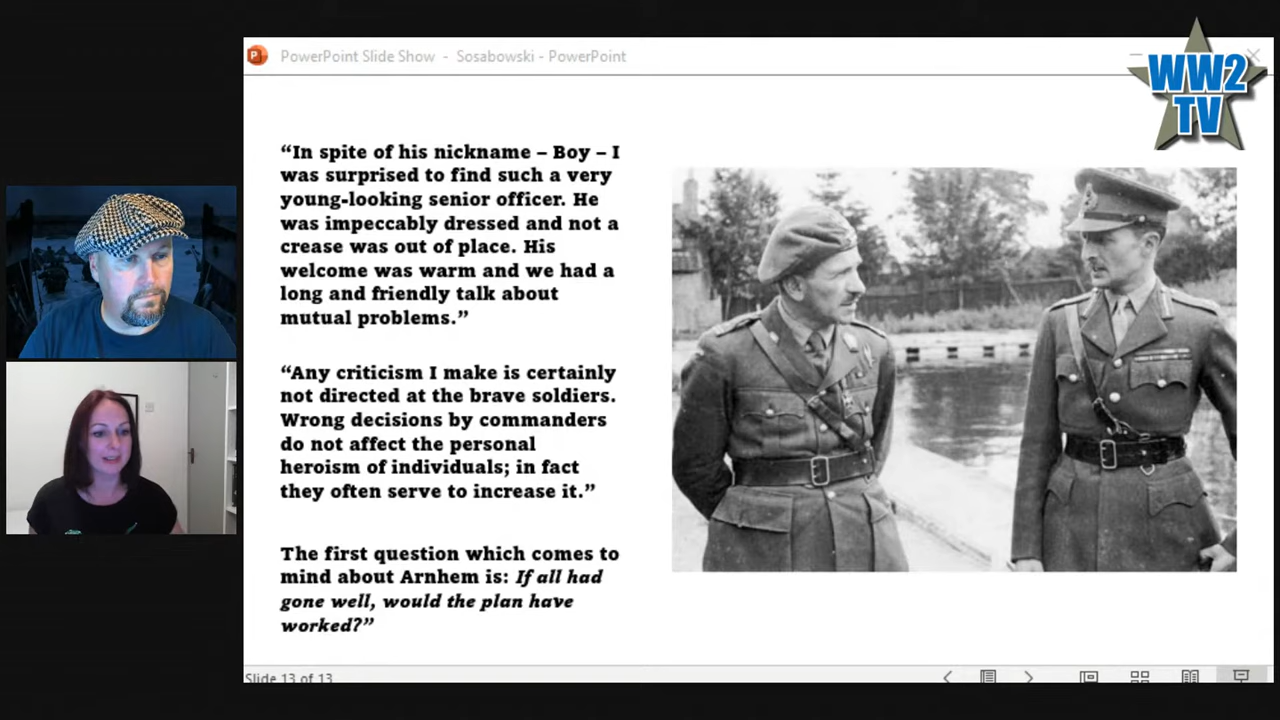 PowerPoint Slide Show - Sosabowski - PowerPoint
WW2
TV
“In spite of his nickname – Boy – I
was surprised to find such a very
young-looking senior officer. He
was impeccably dressed and not a
crease was out of place. His
welcome was warm and we had a
long and friendly talk about
mutual problems.”
“Any criticism I make is certainly
not directed at the brave soldiers.
Wrong decisions by commanders
do not affect the personal
heroism of individuals; in fact
they often serve to increase it.”
The first question which comes to
mind about Arnhem is: If all had
gone well, would the plan have
worked?”
Slide 13 of 13